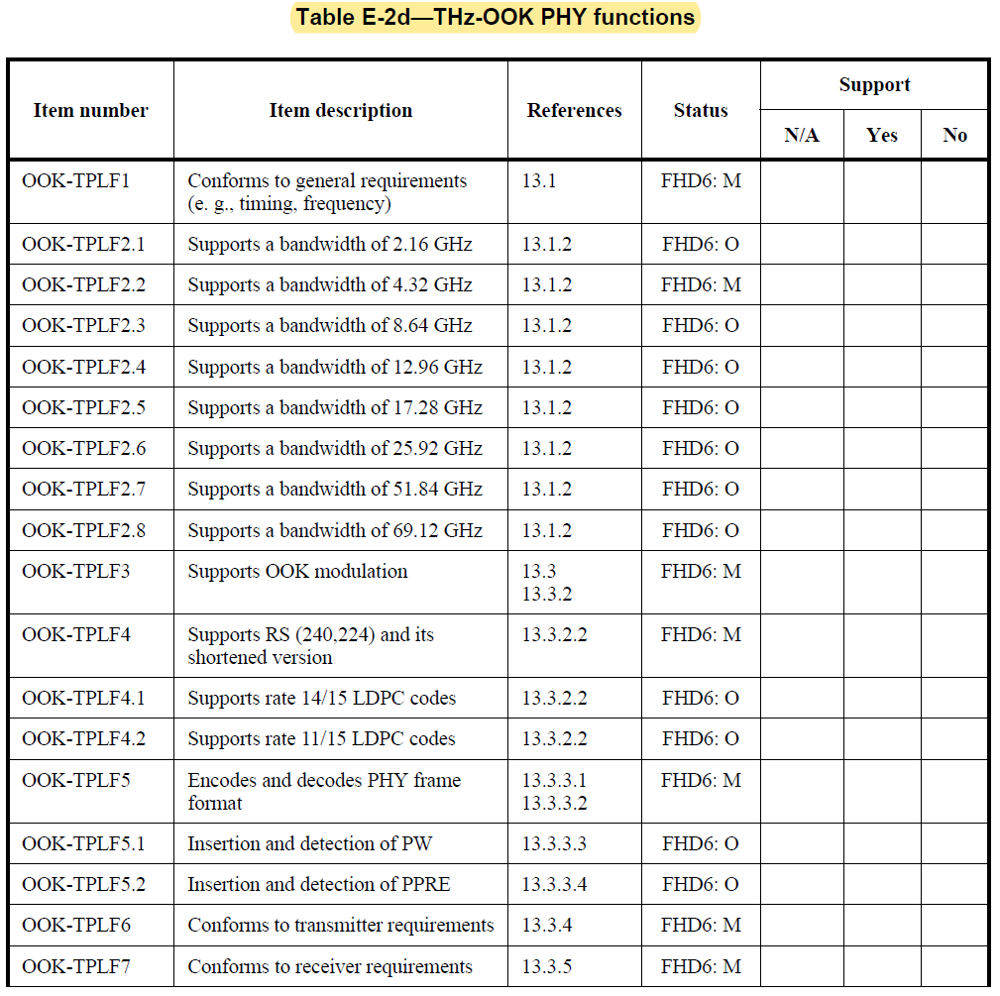 Table E-2d—THz-OOK PHY functions
Item number Item description References Status Support
N/A Yes No
OOK-TPLF1 Conforms to general requirements 13.1 FHD6: M
(e. g., timing, frequency)
OOK-TPLF2.1 Supports a bandwidth of 2.16 GHz 13.1.2 FHD6: O
OOK-TPLF2.2 Supports a bandwidth of 4.32 GHz 13.1.2 FHD6: M
OOK-TPLF2.3 Supports a bandwidth of 8.64 GHz 13.1.2 FHD6: O
OOK-TPLF2.4 Supports a bandwidth of 12.96 GHz 13.1.2 FHD6: O
OOK-TPLF2.5 Supports a bandwidth of 17.28 GHz 13.1.2 FHD6: O
OOK-TPLF2.6 Supports a bandwidth of 25.92 GHz 13.1.2 FHD6: O
OOK-TPLF2.7 Supports a bandwidth of 51.84 GHz 13.1.2 FHD6: O
OOK-TPLF2.8 Supports a bandwidth of 69.12 GHz 13.1.2 FHD6: O
OOK-TPLF3 Supports OOK modulation 13.3 FHD6: M
13.3.2
OOK-TPLF4 Supports RS (240,224) and its 13.3.2.2 FHD6: M
shortened version
OOK-TPLF4.1 Supports rate 14/15 LDPC codes 13.3.2.2 FHD6: O
OOK-TPLF4.2 Supports rate 11/15 LDPC codes 13.3.2.2 FHD6: O
OOK-TPLF5 Encodes and decodes PHY frame 13.3.3.1 FHD6: M
format 13.3.3.2
OOK-TPLF5.1 Insertion and detection of PW 13.3.3.3 FHD6: O
OOK-TPLF5.2 Insertion and detection of PPRE 13.3.3.4 FHD6: O
OOK-TPLF6 Conforms to transmitter requirements 13.3.4 FHD6: M
OOK-TPLF7 Conforms to receiver requirements 13.3.5 FHD6: M